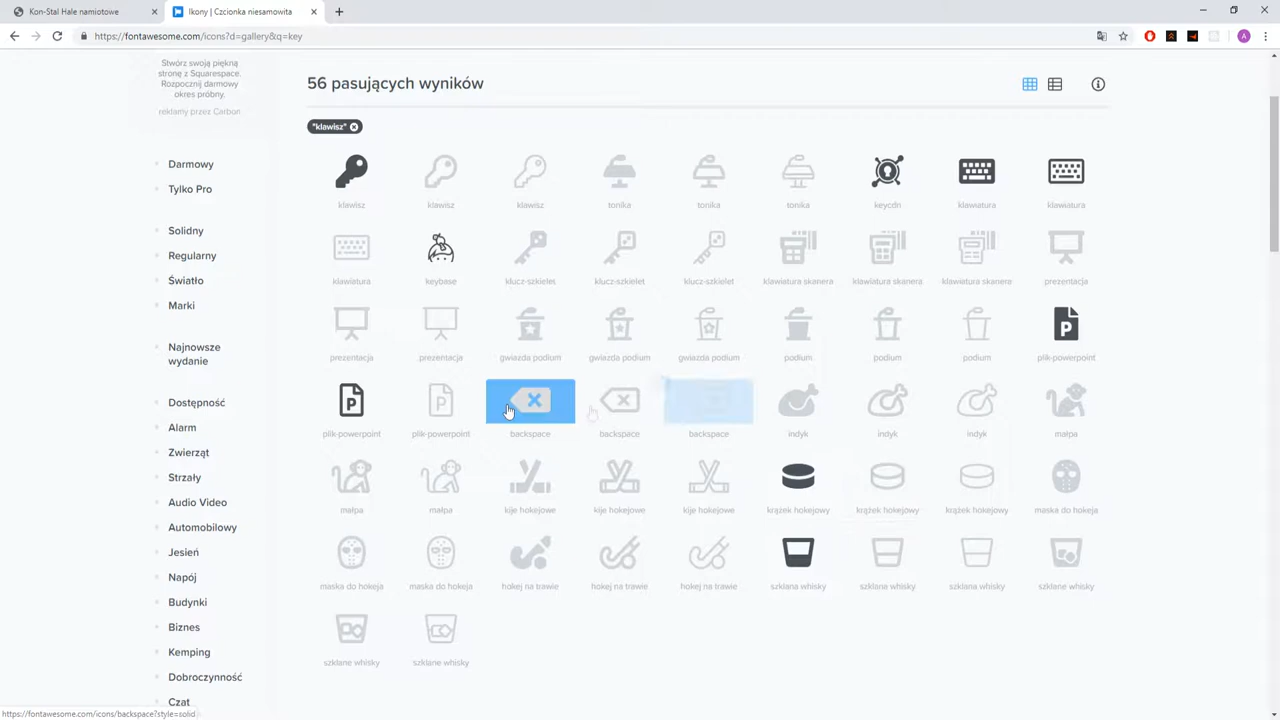 Kon-Stal Hale namiotowe
Ikony | Czcionka niesamowita
https://fontawesome.com/icons?d=gallery&q=key
A
Stwórz swoją piękną
stronę z Squarespace.
Rozpocznij darmowy
okres próbny.
reklamy przez Carbon
56 pasujących wyników
"klawisz"
Darmowy
Tylko Pro
Solidny
Regularny
Światło
Marki
Najnowsze
wydanie
Dostępność
Alarm
Zwierząt
Strzały
Audio Video
Automobilowy
Jesień
Napój
Budynki
Biznes
Kemping
Dobroczynność
Czat
klawisz klawisz klawisz tonika tonika tonika keycdn klawiatura klawiatura
klawiatura keybase klucz-szkielet klucz-szkielet klucz-szkielet klawiatura skanera klawiatura skanera klawiatura skanera prezentacja
prezentacja prezentacja gwiazda podium gwiazda podium gwiazda podium podium podium podium plik-powerpoint
plik-powerpoint plik-powerpoint backspace backspace backspace indyk indyk indyk małpa
małpa małpa kije hokejowe kije hokejowe kije hokejowe krążek hokejowy krążek hokejowy krążek hokejowy maska do hokeja
maska do hokeja maska do hokeja hokej na trawie hokej na trawie hokej na trawie szklana whisky szklana whisky szklana whisky szklane whisky
szklane whisky szklane whisky
https://fontawesome.com/icons/backspace?style=solid